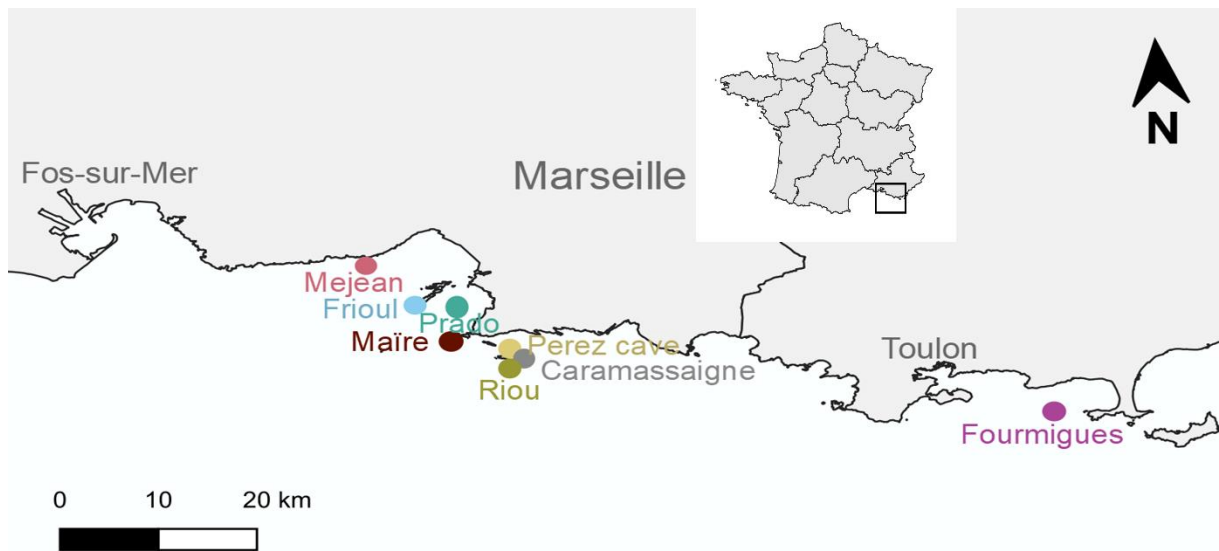 N
Fos-sur-Mer
Marseille
Mejean
Frioul
Prado
Maïre
Perez cave
Caramassaigne
Riou
Toulon
Fourmigues
0 10 20 km